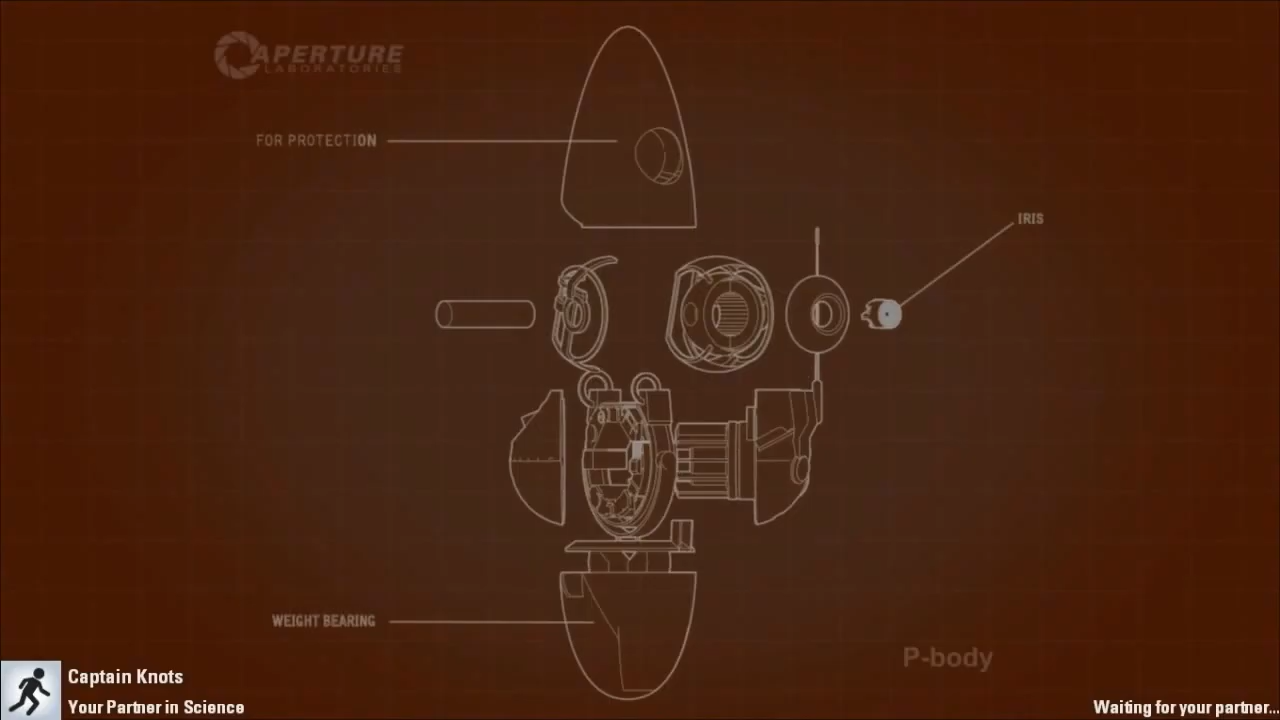 APERTURE
LABORATORIES
FOR PROTECTION
IRIS
WEIGHT BEARING
P-body
Captain Knots
Your Partner in Science
Waiting for your partner...